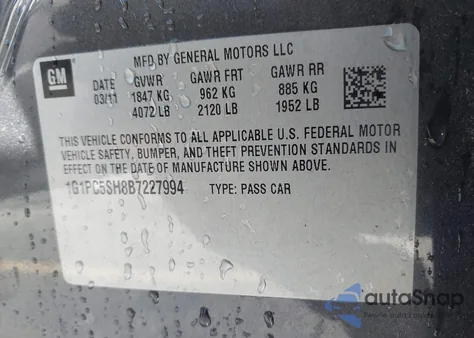 GM
MFD BY GENERAL MOTORS LLC
DATE GVWR GAWR FRT GAWR RR
03/11 1847 KG 962 KG 885 KG
4072 LB 2120 LB 1952 LB
THIS VEHICLE CONFORMS TO ALL APPLICABLE U.S. FEDERAL MOTOR
VEHICLE SAFETY, BUMPER, AND THEFT PREVENTION STANDARDS IN
EFFECT ON THE DATE OF MANUFACTURE SHOWN ABOVE.
1G1PC5SH8B7227994 TYPE: PASS CAR
autoSnap